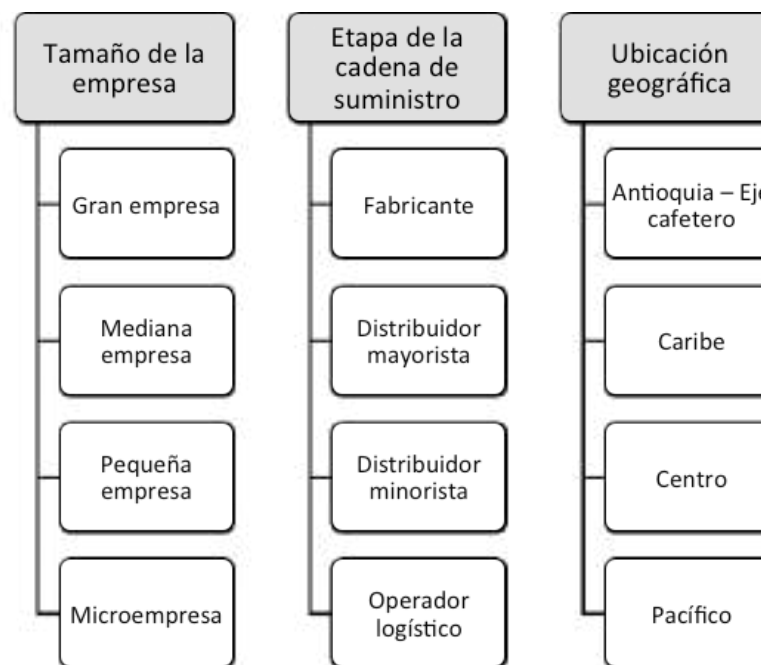 Tamaño de la
empresa
Gran empresa
Mediana
empresa
Pequeña
empresa
Microempresa
Etapa de la
cadena de
suministro
Fabricante
Distribuidor
mayorista
Distribuidor
minorista
Operador
logístico
Ubicación
geográfica
Antioquia – Eje
cafetero
Caribe
Centro
Pacífico